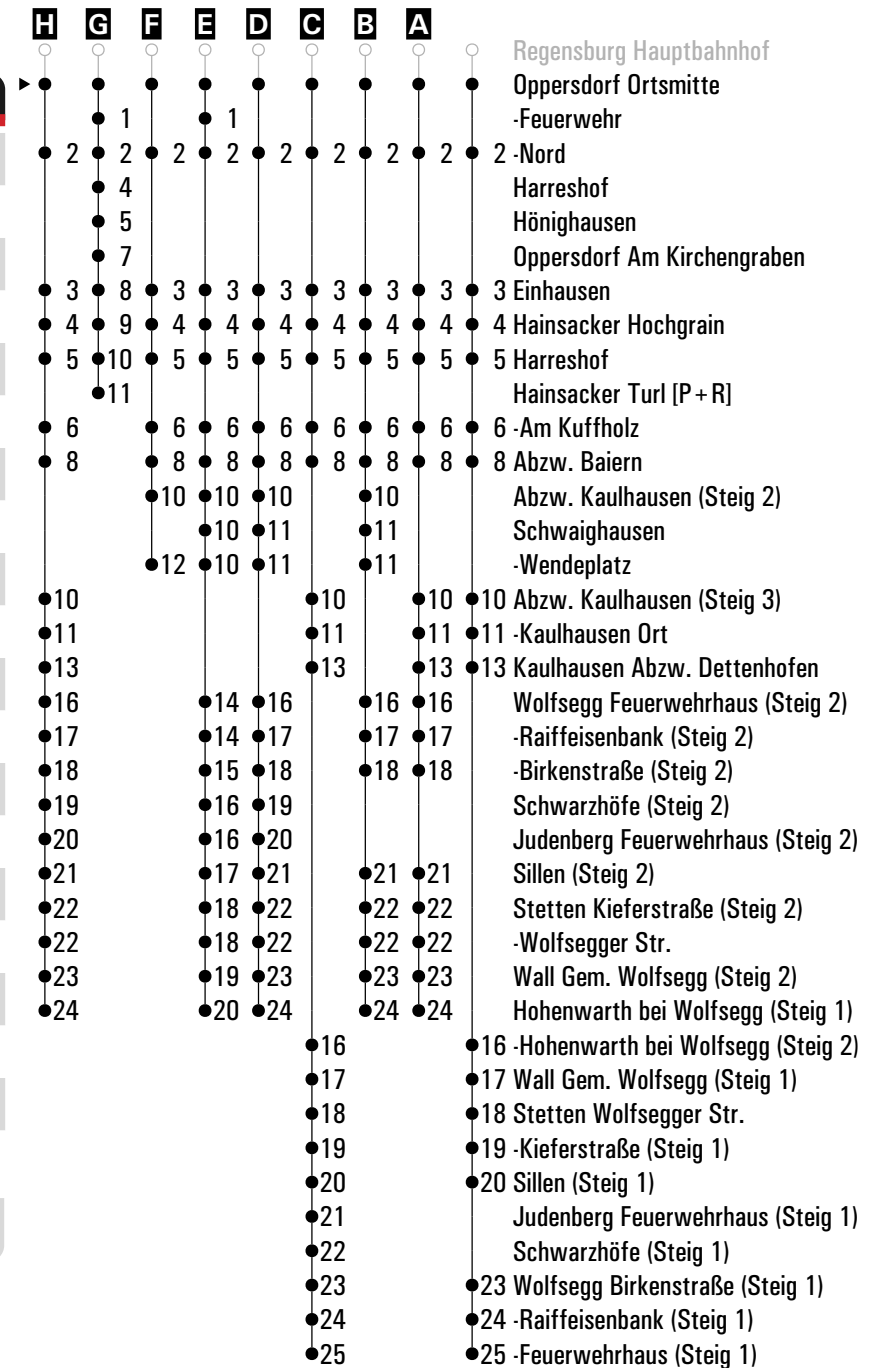 H G F E D C B A
Regensburg Hauptbahnhof
Oppersdorf Ortsmitte
1 1 -Feuerwehr
2 2 2 2 2 2 2 2 2 -Nord
4 Harreshof
5 Hönighausen
7 Oppersdorf Am Kirchengraben
3 8 3 3 3 3 3 3 3 Einhausen
4 9 4 4 4 4 4 4 4 Hainsacker Hochgrain
5 10 5 5 5 5 5 5 5 Harreshof
11 Hainsacker Turl [P+R]
6 6 6 6 6 6 6 6 -Am Kuffholz
8 8 8 8 8 8 8 8 Abzw. Baiern
10 10 10 10 Abzw. Kaulhausen (Steig 2)
10 11 11 Schwaighausen
12 10 11 11 -Wendeplatz
10 10 10 10 Abzw. Kaulhausen (Steig 3)
11 11 11 11 -Kaulhausen Ort
13 13 13 13 Kaulhausen Abzw. Dettenhofen
16 14 16 16 16 Wolfsegg Feuerwehrhaus (Steig 2)
17 14 17 17 17 -Raiffeisenbank (Steig 2)
18 15 18 18 18 -Birkenstraße (Steig 2)
19 16 19 Schwarzhöfe (Steig 2)
20 16 20 Judenberg Feuerwehrhaus (Steig 2)
21 17 21 21 21 Sillen (Steig 2)
22 18 22 22 22 Stetten Kieferstraße (Steig 2)
22 18 22 22 22 -Wolfsegger Str.
23 19 23 23 23 Wall Gem. Wolfsegg (Steig 2)
24 20 24 24 24 Hohenwarth bei Wolfsegg (Steig 1)
16 16 -Hohenwarth bei Wolfsegg (Steig 2)
17 17 Wall Gem. Wolfsegg (Steig 1)
18 18 Stetten Wolfsegger Str.
19 19 -Kieferstraße (Steig 1)
20 20 Sillen (Steig 1)
21 Judenberg Feuerwehrhaus (Steig 1)
22 Schwarzhöfe (Steig 1)
23 23 Wolfsegg Birkenstraße (Steig 1)
24 24 -Raiffeisenbank (Steig 1)
25 25 -Feuerwehrhaus (Steig 1)